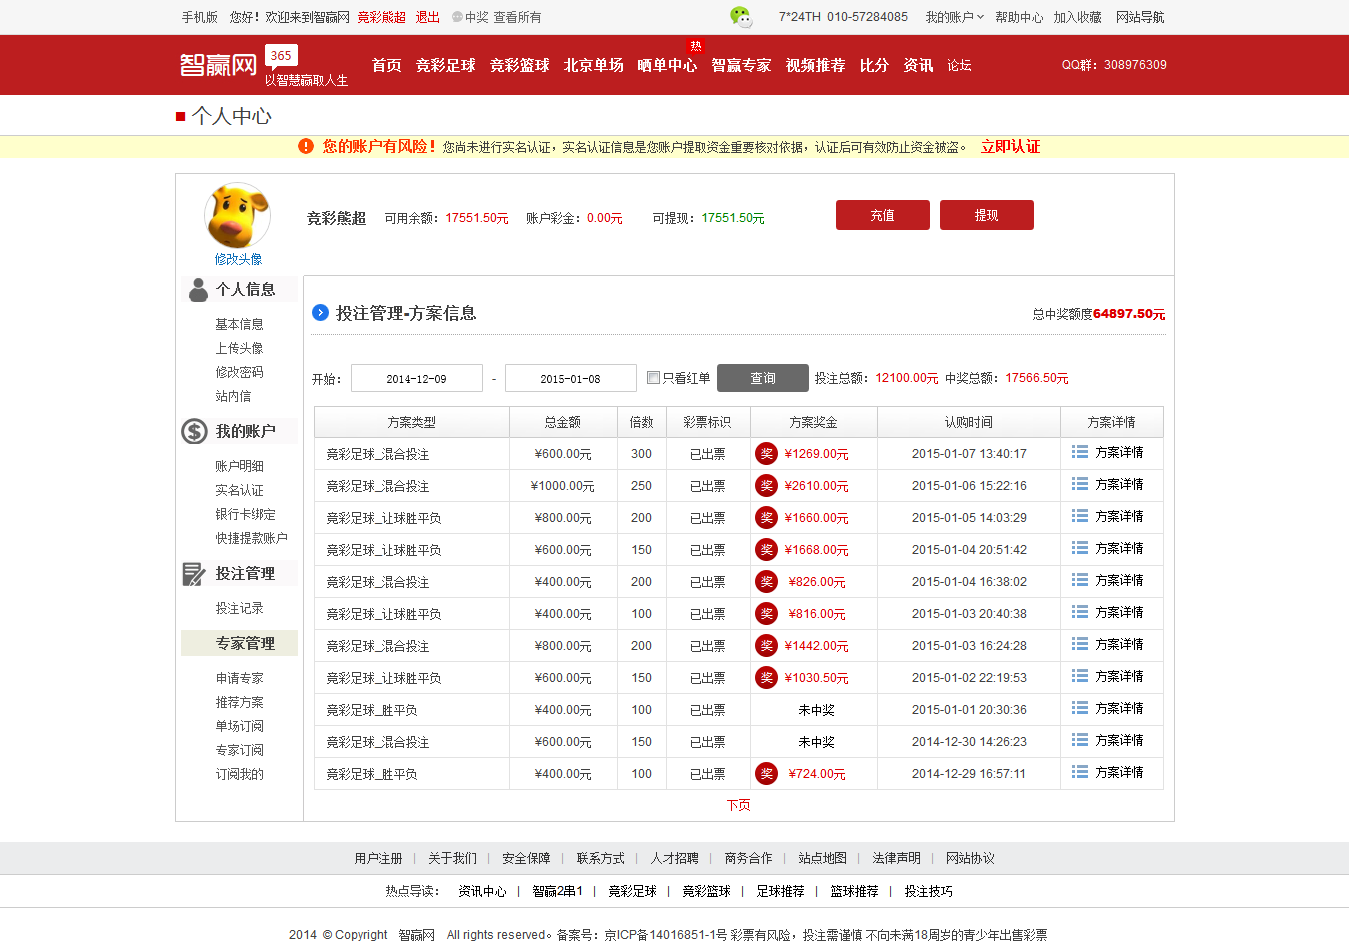 手机版 您好！欢迎来到智赢网 竞彩熊超 退出 中奖 查看所有 7*24TH 010-57284085 我的账户 帮助中心 加入收藏 网站导航
智赢网 365 以智慧赢取人生 首页 竞彩足球 竞彩篮球 北京单场 晒单中心 热 智赢专家 视频推荐 比分 资讯 论坛 QQ群：308976309
个人中心
您的账户有风险！ 您尚未进行实名认证，实名认证信息是您账户提取资金重要核对依据，认证后可有效防止资金被盗。 立即认证
竞彩熊超 可用余额：17551.50元 账户彩金：0.00元 可提现：17551.50元 充值 提现
修改头像
个人信息
基本信息
上传头像
修改密码
站内信
我的账户
账户明细
实名认证
银行卡绑定
快捷提款账户
投注管理
投注记录
专家管理
申请专家
推荐方案
单场订阅
专家订阅
订阅我的
投注管理-方案信息 总中奖额度64897.50元
开始： 2014-12-09 - 2015-01-08 只看红单 查询 投注总额：12100.00元 中奖总额：17566.50元
方案类型 总金额 倍数 彩票标识 方案奖金 认购时间 方案详情
竞彩足球_混合投注 ¥600.00元 300 已出票 奖 ¥1269.00元 2015-01-07 13:40:17 方案详情
竞彩足球_混合投注 ¥1000.00元 250 已出票 奖 ¥2610.00元 2015-01-06 15:22:16 方案详情
竞彩足球_让球胜平负 ¥800.00元 200 已出票 奖 ¥1660.00元 2015-01-05 14:03:29 方案详情
竞彩足球_让球胜平负 ¥600.00元 150 已出票 奖 ¥1668.00元 2015-01-04 20:51:42 方案详情
竞彩足球_混合投注 ¥400.00元 200 已出票 奖 ¥826.00元 2015-01-04 16:38:02 方案详情
竞彩足球_让球胜平负 ¥400.00元 100 已出票 奖 ¥816.00元 2015-01-03 20:40:38 方案详情
竞彩足球_混合投注 ¥800.00元 200 已出票 奖 ¥1442.00元 2015-01-03 16:24:28 方案详情
竞彩足球_让球胜平负 ¥600.00元 150 已出票 奖 ¥1030.50元 2015-01-02 22:19:53 方案详情
竞彩足球_胜平负 ¥400.00元 100 已出票 未中奖 2015-01-01 20:30:36 方案详情
竞彩足球_混合投注 ¥600.00元 150 已出票 未中奖 2014-12-30 14:26:23 方案详情
竞彩足球_胜平负 ¥400.00元 100 已出票 奖 ¥724.00元 2014-12-29 16:57:11 方案详情
下页
用户注册 | 关于我们 | 安全保障 | 联系方式 | 人才招聘 | 商务合作 | 站点地图 | 法律声明 | 网站协议
热点导读： 资讯中心 | 智赢2串1 | 竞彩足球 | 竞彩篮球 | 足球推荐 | 篮球推荐 | 投注技巧
2014 © Copyright 智赢网 All rights reserved。备案号：京ICP备14016851-1号 彩票有风险，投注需谨慎 不向未满18周岁的青少年出售彩票